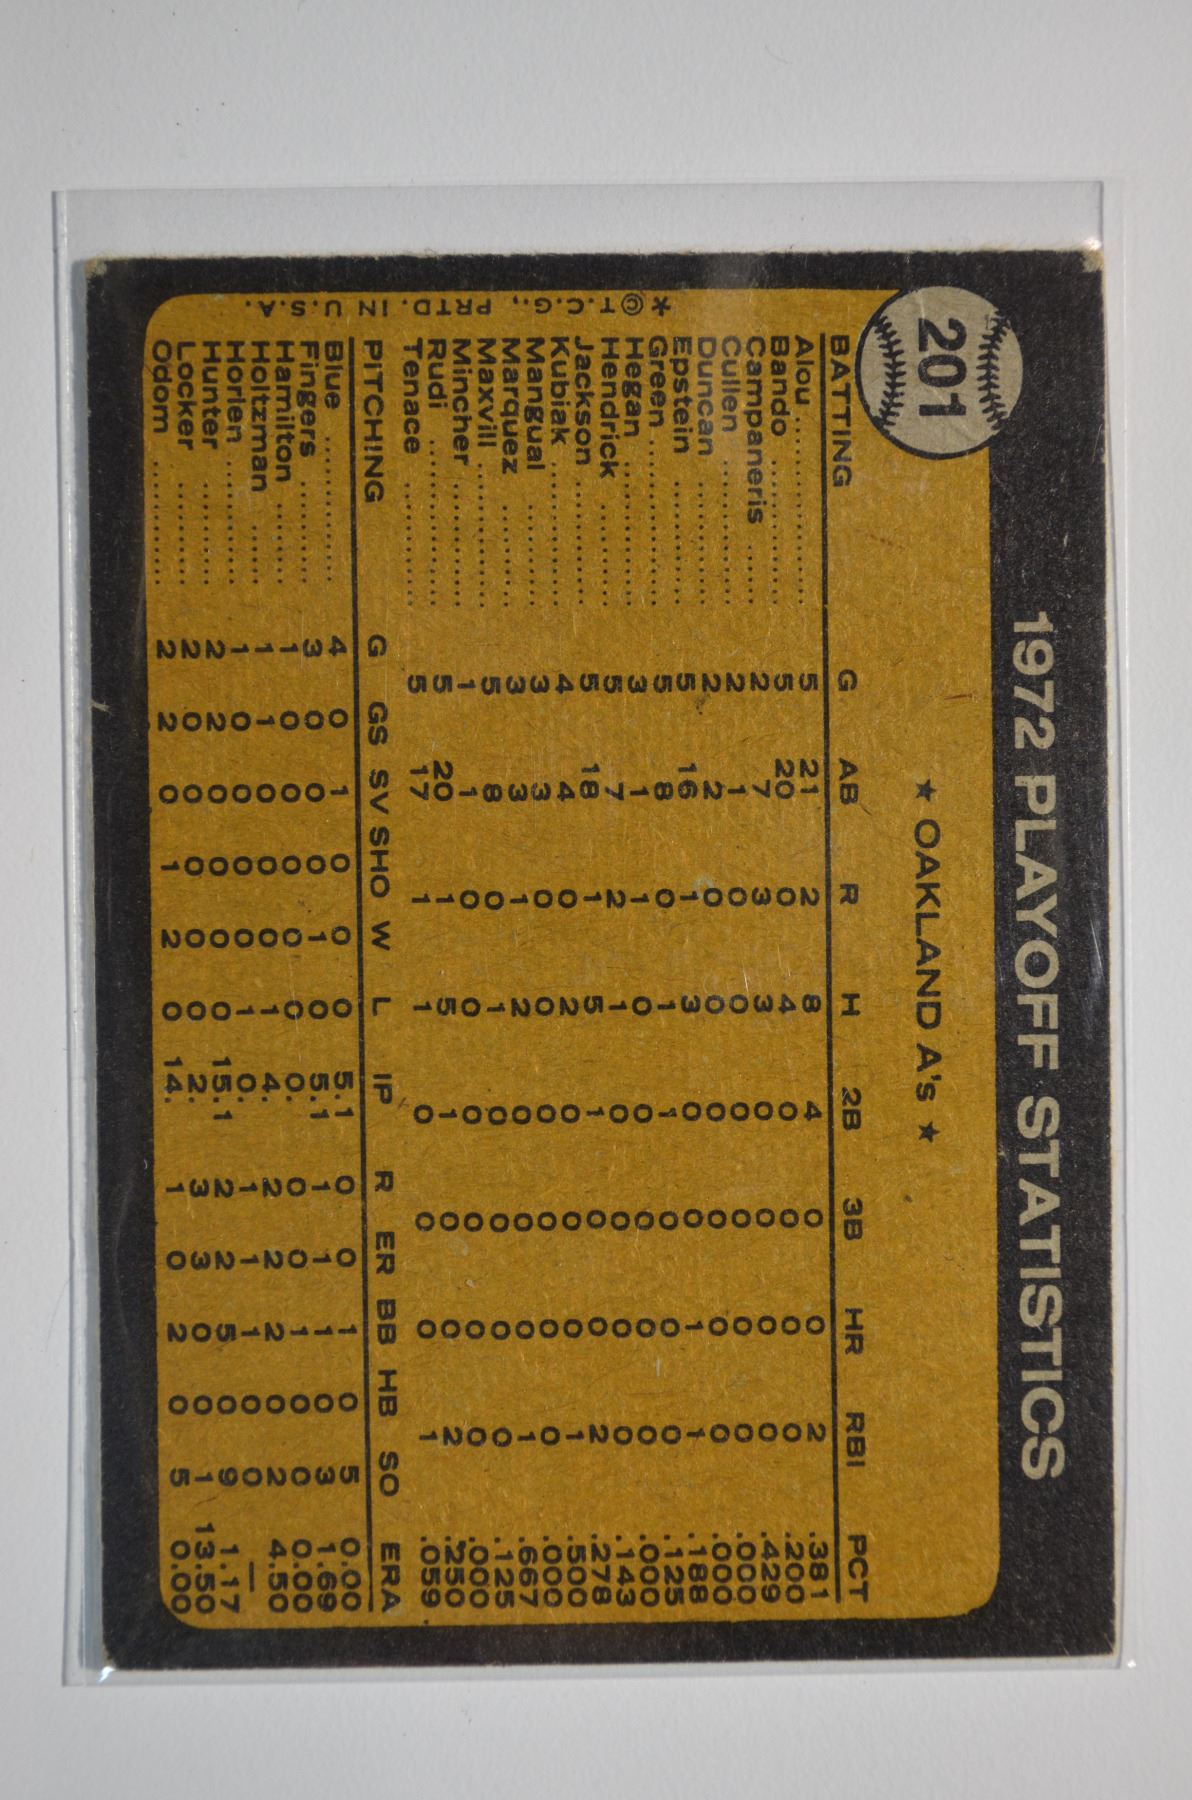 201
1972 PLAYOFF STATISTICS
★ OAKLAND A's ★
BATTING G AB R H 2B 3B HR RBI PCT
Alou 5 21 2 8 4 0 0 2 .381
Bando 5 20 0 4 0 0 0 0 .200
Campaneris 2 7 3 3 0 0 0 0 .429
Cullen 2 1 0 0 0 0 0 0 .000
Duncan 2 2 0 0 0 0 0 0 .000
Epstein 5 16 1 3 0 0 1 1 .188
Green 5 8 0 1 1 0 0 0 .125
Hegan 3 1 1 0 0 0 0 0 .000
Hendrick 5 7 2 1 0 0 0 0 .143
Jackson 5 18 1 5 1 0 0 2 .278
Kubiak 4 4 0 2 0 0 0 1 .500
Mangual 3 3 0 0 0 0 0 0 .000
Marquez 3 3 1 2 0 0 0 1 .667
Maxvill 5 8 0 1 0 0 0 0 .125
Mincher 1 1 0 0 0 0 0 0 .000
Rudi 5 20 1 5 1 0 0 2 .250
Tenace 5 17 1 1 0 0 0 1 .059
PITCHING G GS SV SHO W L IP R ER BB HB SO ERA
Blue 4 0 1 0 0 0 5.1 0 0 1 0 5 0.00
Fingers 3 0 0 0 1 0 5.1 1 1 1 0 3 1.69
Hamilton 1 0 0 0 0 0 0. 0 0 1 0 0 0.00
Holtzman 1 1 0 0 0 1 4. 2 2 2 0 2 4.50
Horlen 1 0 0 0 0 1 0. 1 1 1 0 0 —
Hunter 2 2 0 0 0 0 15.1 2 2 5 0 9 1.17
Locker 2 0 0 0 0 0 2. 3 3 0 0 1 13.50
Odom 2 2 0 1 2 0 14. 1 0 2 0 5 0.00
*© T.C.G., PRTD. IN U.S.A.